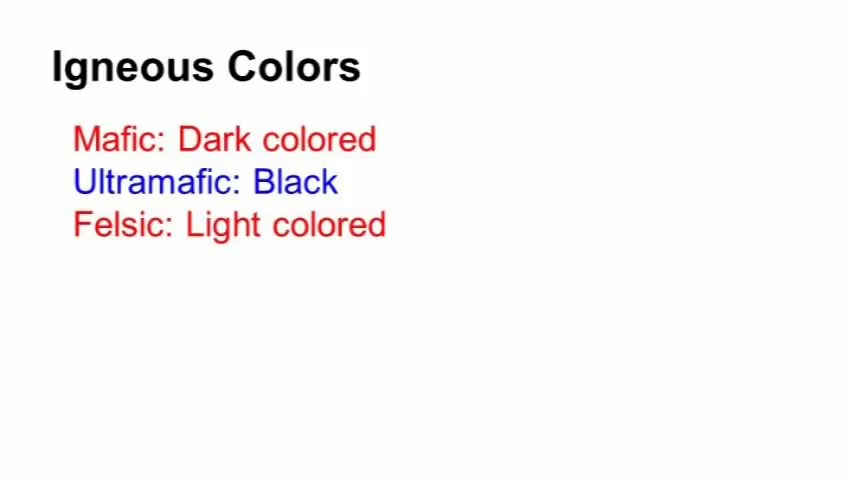 Igneous Colors
Mafic: Dark colored
Ultramafic: Black
Felsic: Light colored